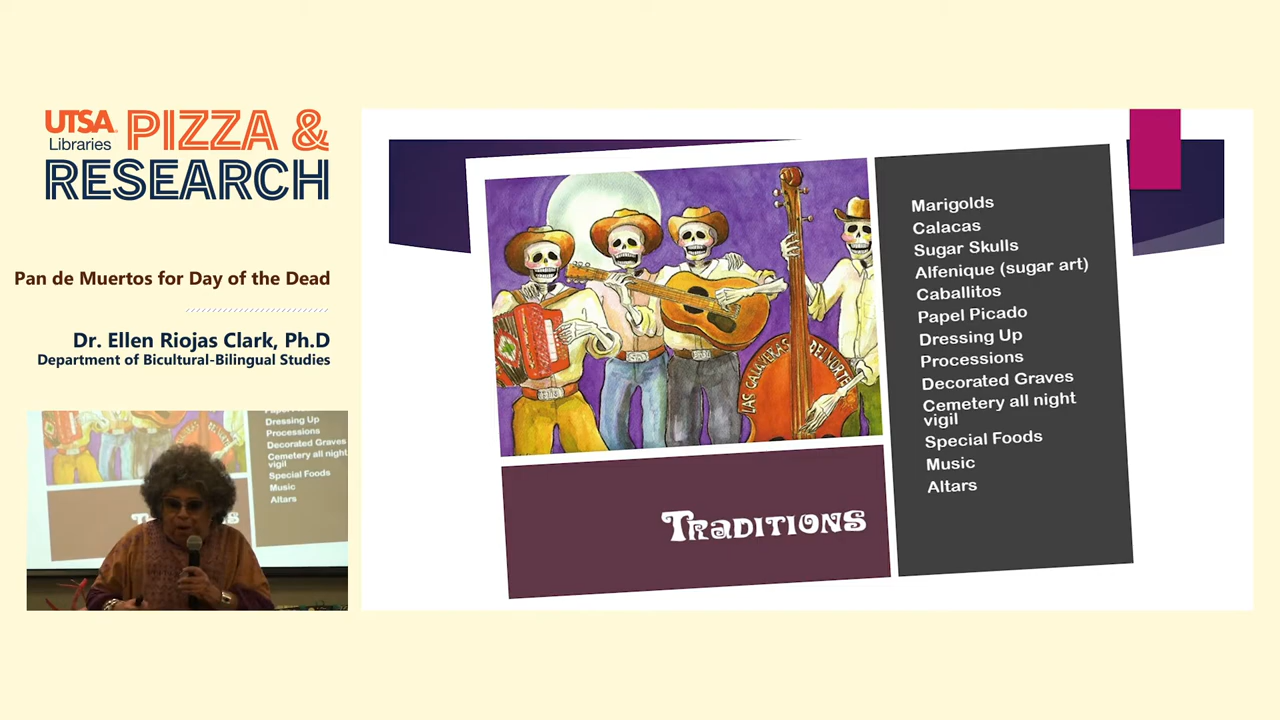 UTSA PIZZA &
Libraries
RESEARCH
Pan de Muertos for Day of the Dead
Dr. Ellen Riojas Clark, Ph.D
Department of Bicultural-Bilingual Studies
Dressing Up
Processions
Decorated Graves
Cemetery all night
vigil
Special Foods
Music
Altars
LAS CALAVERAS DEL NORTE
TRADITIONS
Marigolds
Calacas
Sugar Skulls
Alfenique (sugar art)
Caballitos
Papel Picado
Dressing Up
Processions
Decorated Graves
Cemetery all night
vigil
Special Foods
Music
Altars